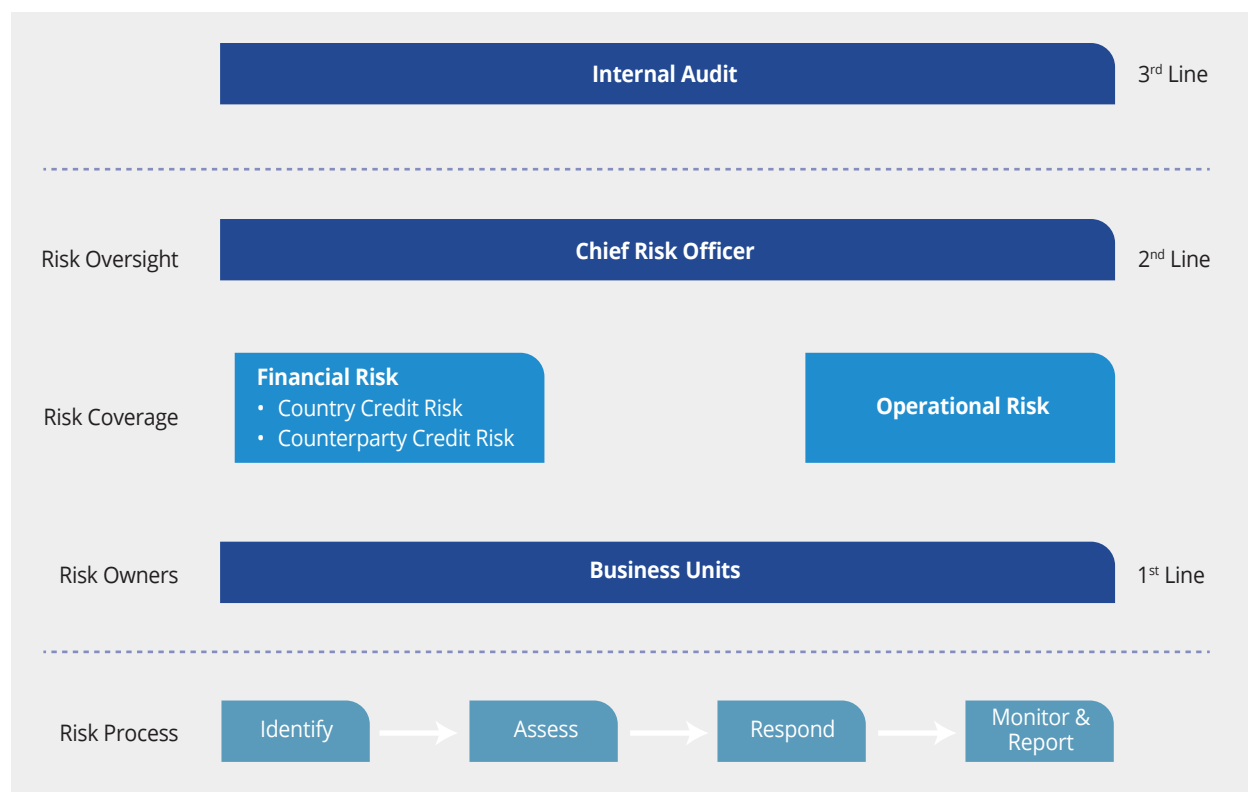 Internal Audit
3rd Line
Risk Oversight
Chief Risk Officer
2nd Line
Risk Coverage
Financial Risk
• Country Credit Risk
• Counterparty Credit Risk
Operational Risk
Risk Owners
Business Units
1st Line
Risk Process
Identify
Assess
Respond
Monitor &
Report